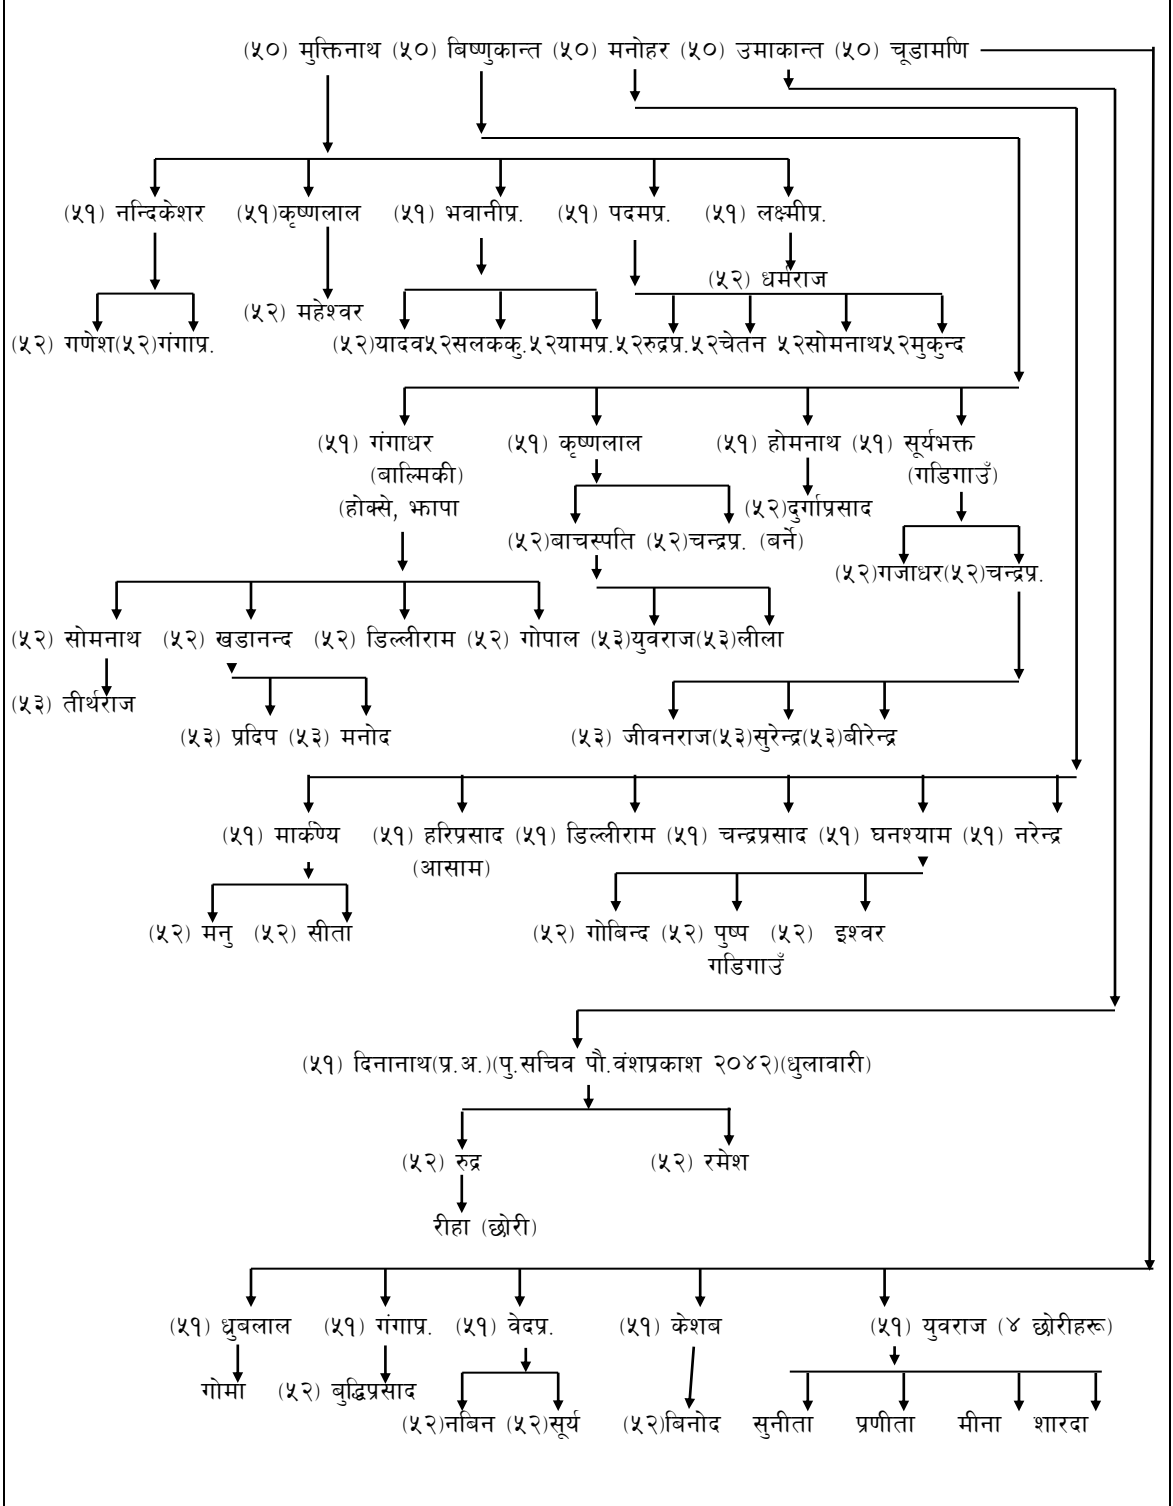 (५०) मुक्तिनाथ (५०) बिष्णुकान्त (५०) मनोहर (५०) उमाकान्त (५०) चूडामणि
(५१) नन्दिकेशर (५१)कृष्णलाल (५१) भवानीप्र. (५१) पदमप्र. (५१) लक्ष्मीप्र.
(५२) धर्मराज
(५२) महेश्वर
(५२) गणेश(५२)गंगाप्र. (५२)यादव५२सलककु.५२यामप्र.५२रुद्रप्र.५२चेतन ५२सोमनाथ५२मुकुन्द
(५१) गंगाधर (५१) कृष्णलाल (५१) होमनाथ (५१) सूर्यभक्त
(बाल्मिकी) (गडिगाउँ)
(होक्से, झापा (५२)दुर्गाप्रसाद
(५२)बाचस्पति (५२)चन्द्रप्र. (बर्ने)
(५२)गजाधर(५२)चन्द्रप्र.
(५२) सोमनाथ (५२) खडानन्द (५२) डिल्लीराम (५२) गोपाल (५३)युवराज(५३)लीला
(५३) तीर्थराज
(५३) प्रदिप (५३) मनोद (५३) जीवनराज(५३)सुरेन्द्र(५३)बीरेन्द्र
(५१) मार्कण्ेय (५१) हरिप्रसाद (५१) डिल्लीराम (५१) चन्द्रप्रसाद (५१) घनश्याम (५१) नरेन्द्र
(आसाम)
(५२) मनु (५२) सीता (५२) गोबिन्द (५२) पुष्प (५२) इश्वर
गडिगाउँ
(५१) दिनानाथ(प्र.अ.)(पु.सचिव पौ.वंशप्रकाश २०४२)(धुलावारी)
(५२) रुद्र (५२) रमेश
रीहा (छोरी)
(५१) ध्रुबलाल (५१) गंगाप्र. (५१) वेदप्र. (५१) केशब (५१) युवराज (४ छोरीहरू)
गोमा (५२) बुद्धिप्रसाद
(५२)नबिन (५२)सूर्य (५२)बिनोद सुनीता प्रणीता मीना शारदा